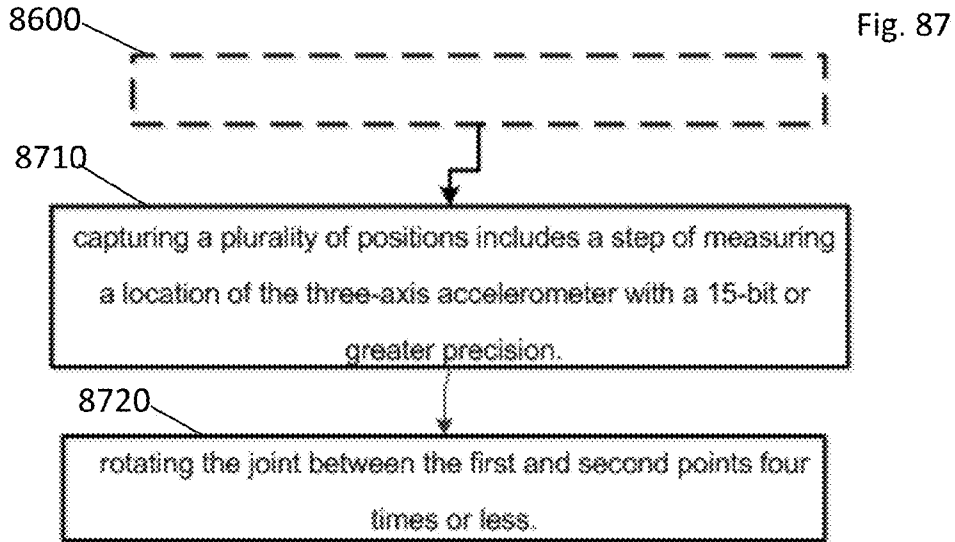 8600
Fig. 87
8710
capturing a plurality of positions includes a step of measuring
a location of the three-axis accelerometer with a 15-bit or
greater precision.
8720
rotating the joint between the first and second points four
times or less.